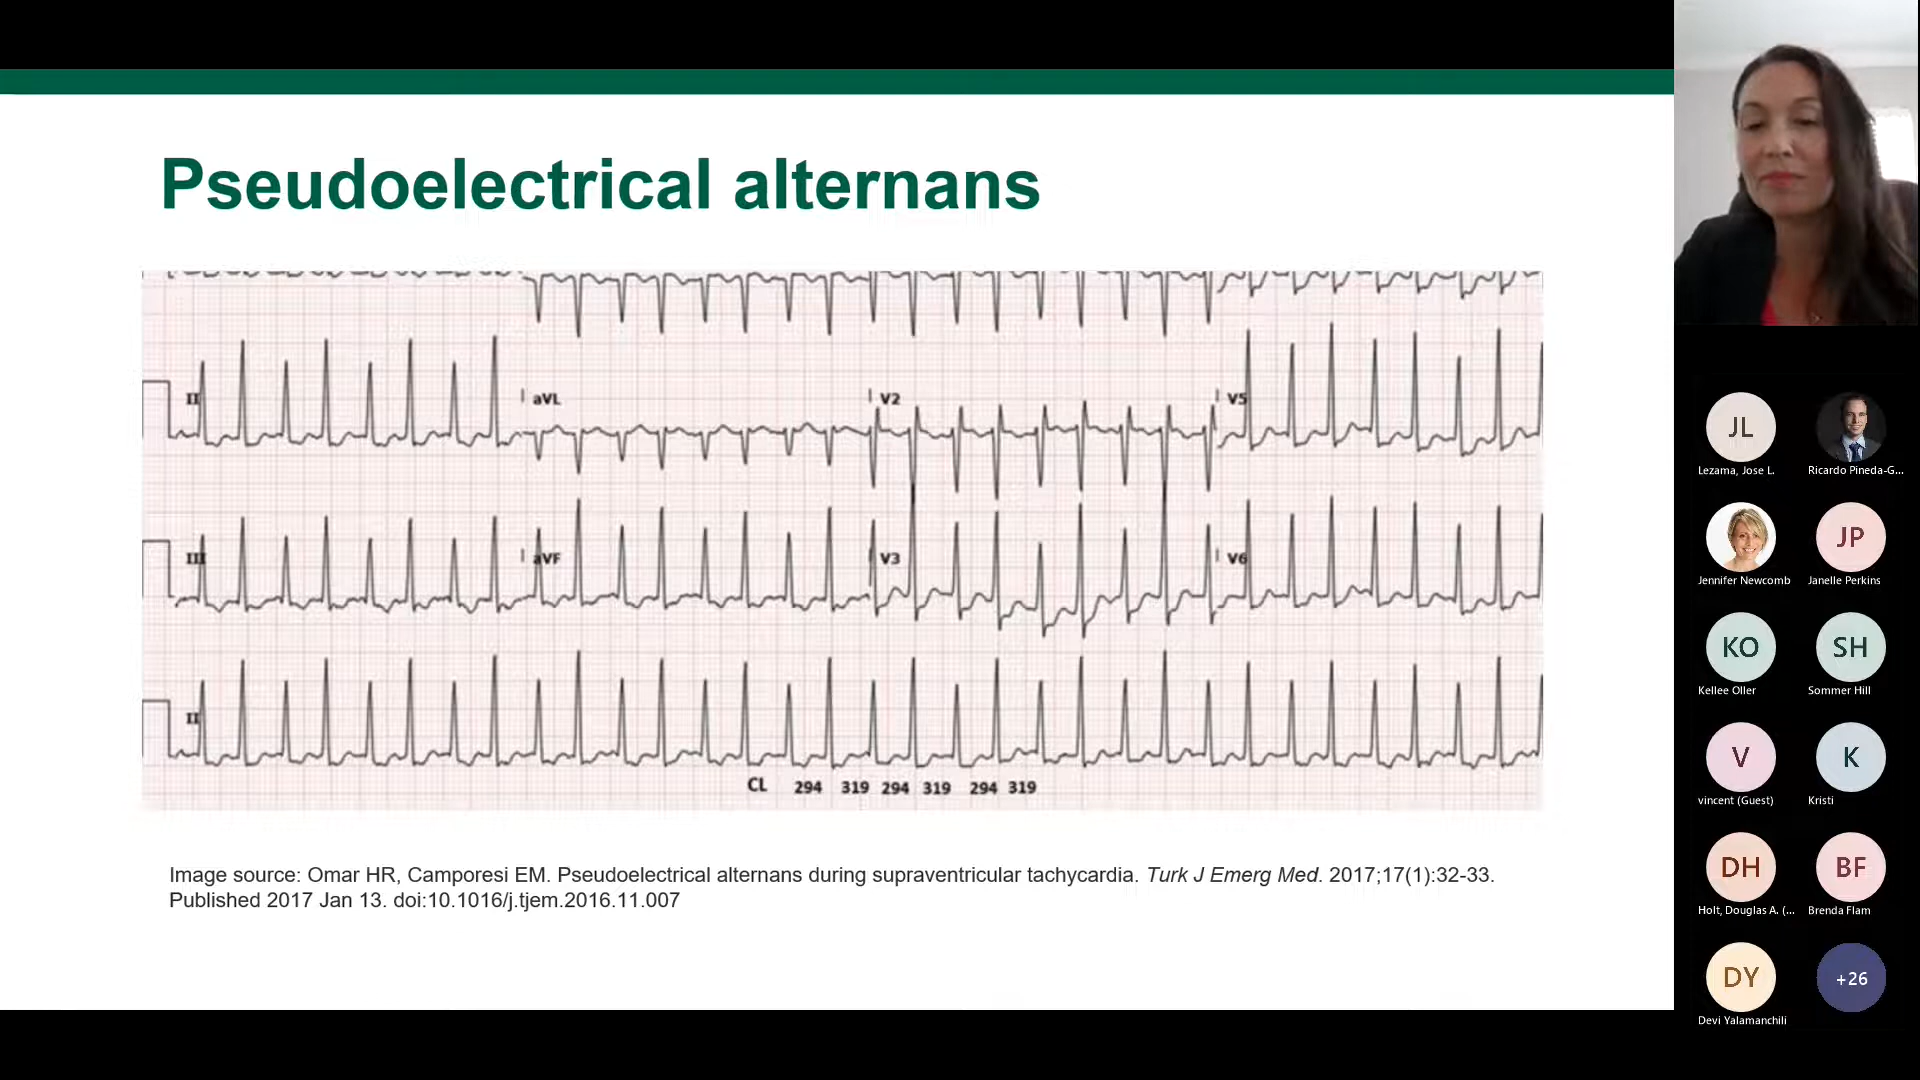 Pseudoelectrical alternans
II
aVL
V2
V5
III
aVF
V3
V6
II
CL 294 319 294 319 294 319
Image source: Omar HR, Camporesi EM. Pseudoelectrical alternans during supraventricular tachycardia. Turk J Emerg Med. 2017;17(1):32-33.
Published 2017 Jan 13. doi:10.1016/j.tjem.2016.11.007
JL
Lezama, Jose L.
Ricardo Pineda-G...
Jennifer Newcomb
JP
Janelle Perkins
KO
Kellee Oller
SH
Sommer Hill
V
vincent (Guest)
K
Kristi
DH
Holt, Douglas A. (...
BF
Brenda Flam
DY
Devi Yalamanchili
+26